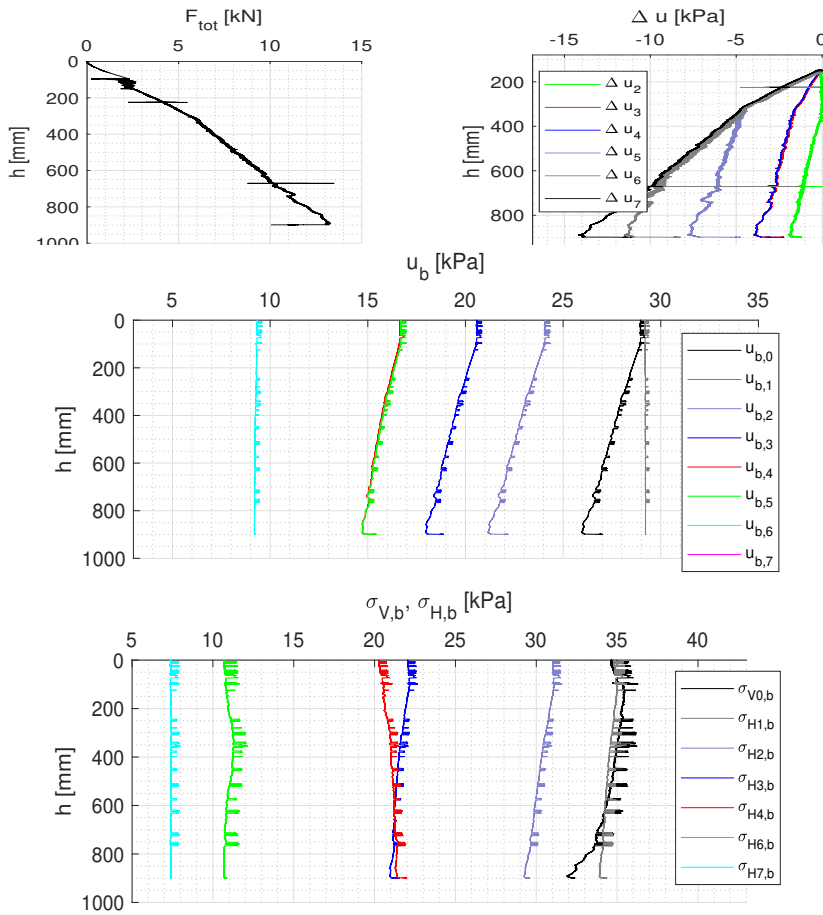 F_tot [kN]
0 5 10 15
0
200
400
600
800
1000
h [mm]
Δ u [kPa]
-15 -10 -5 0
200
400
600
800
h [mm]
Δ u_2
Δ u_3
Δ u_4
Δ u_5
Δ u_6
Δ u_7
u_b [kPa]
5 10 15 20 25 30 35
0
200
400
600
800
1000
h [mm]
u_b,0
u_b,1
u_b,2
u_b,3
u_b,4
u_b,5
u_b,6
u_b,7
σ_V,b, σ_H,b [kPa]
5 10 15 20 25 30 35 40
0
200
400
600
800
1000
h [mm]
σ_V0,b
σ_H1,b
σ_H2,b
σ_H3,b
σ_H4,b
σ_H6,b
σ_H7,b